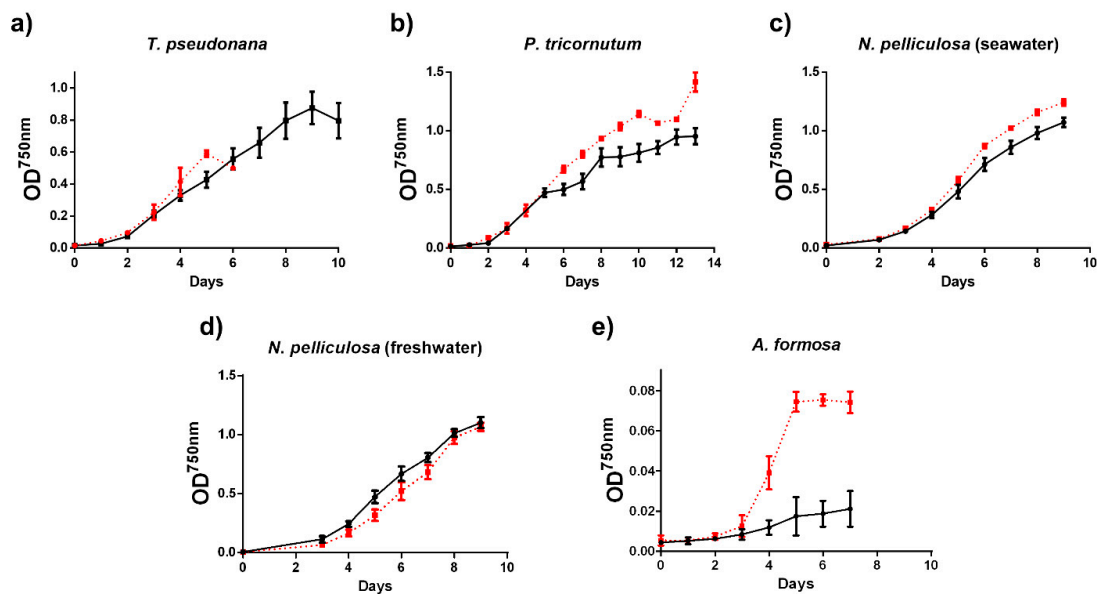 a)
T. pseudonana
OD750nm
1.0
0.8
0.6
0.4
0.2
0.0
0 2 4 6 8 10
Days
b)
P. tricornutum
OD750nm
1.5
1.0
0.5
0.0
0 2 4 6 8 10 12 14
Days
c)
N. pelliculosa (seawater)
OD750nm
1.5
1.0
0.5
0.0
0 2 4 6 8 10
Days
d)
N. pelliculosa (freshwater)
OD750nm
1.5
1.0
0.5
0.0
0 2 4 6 8 10
Days
e)
A. formosa
OD750nm
0.08
0.06
0.04
0.02
0.00
0 2 4 6 8 10
Days